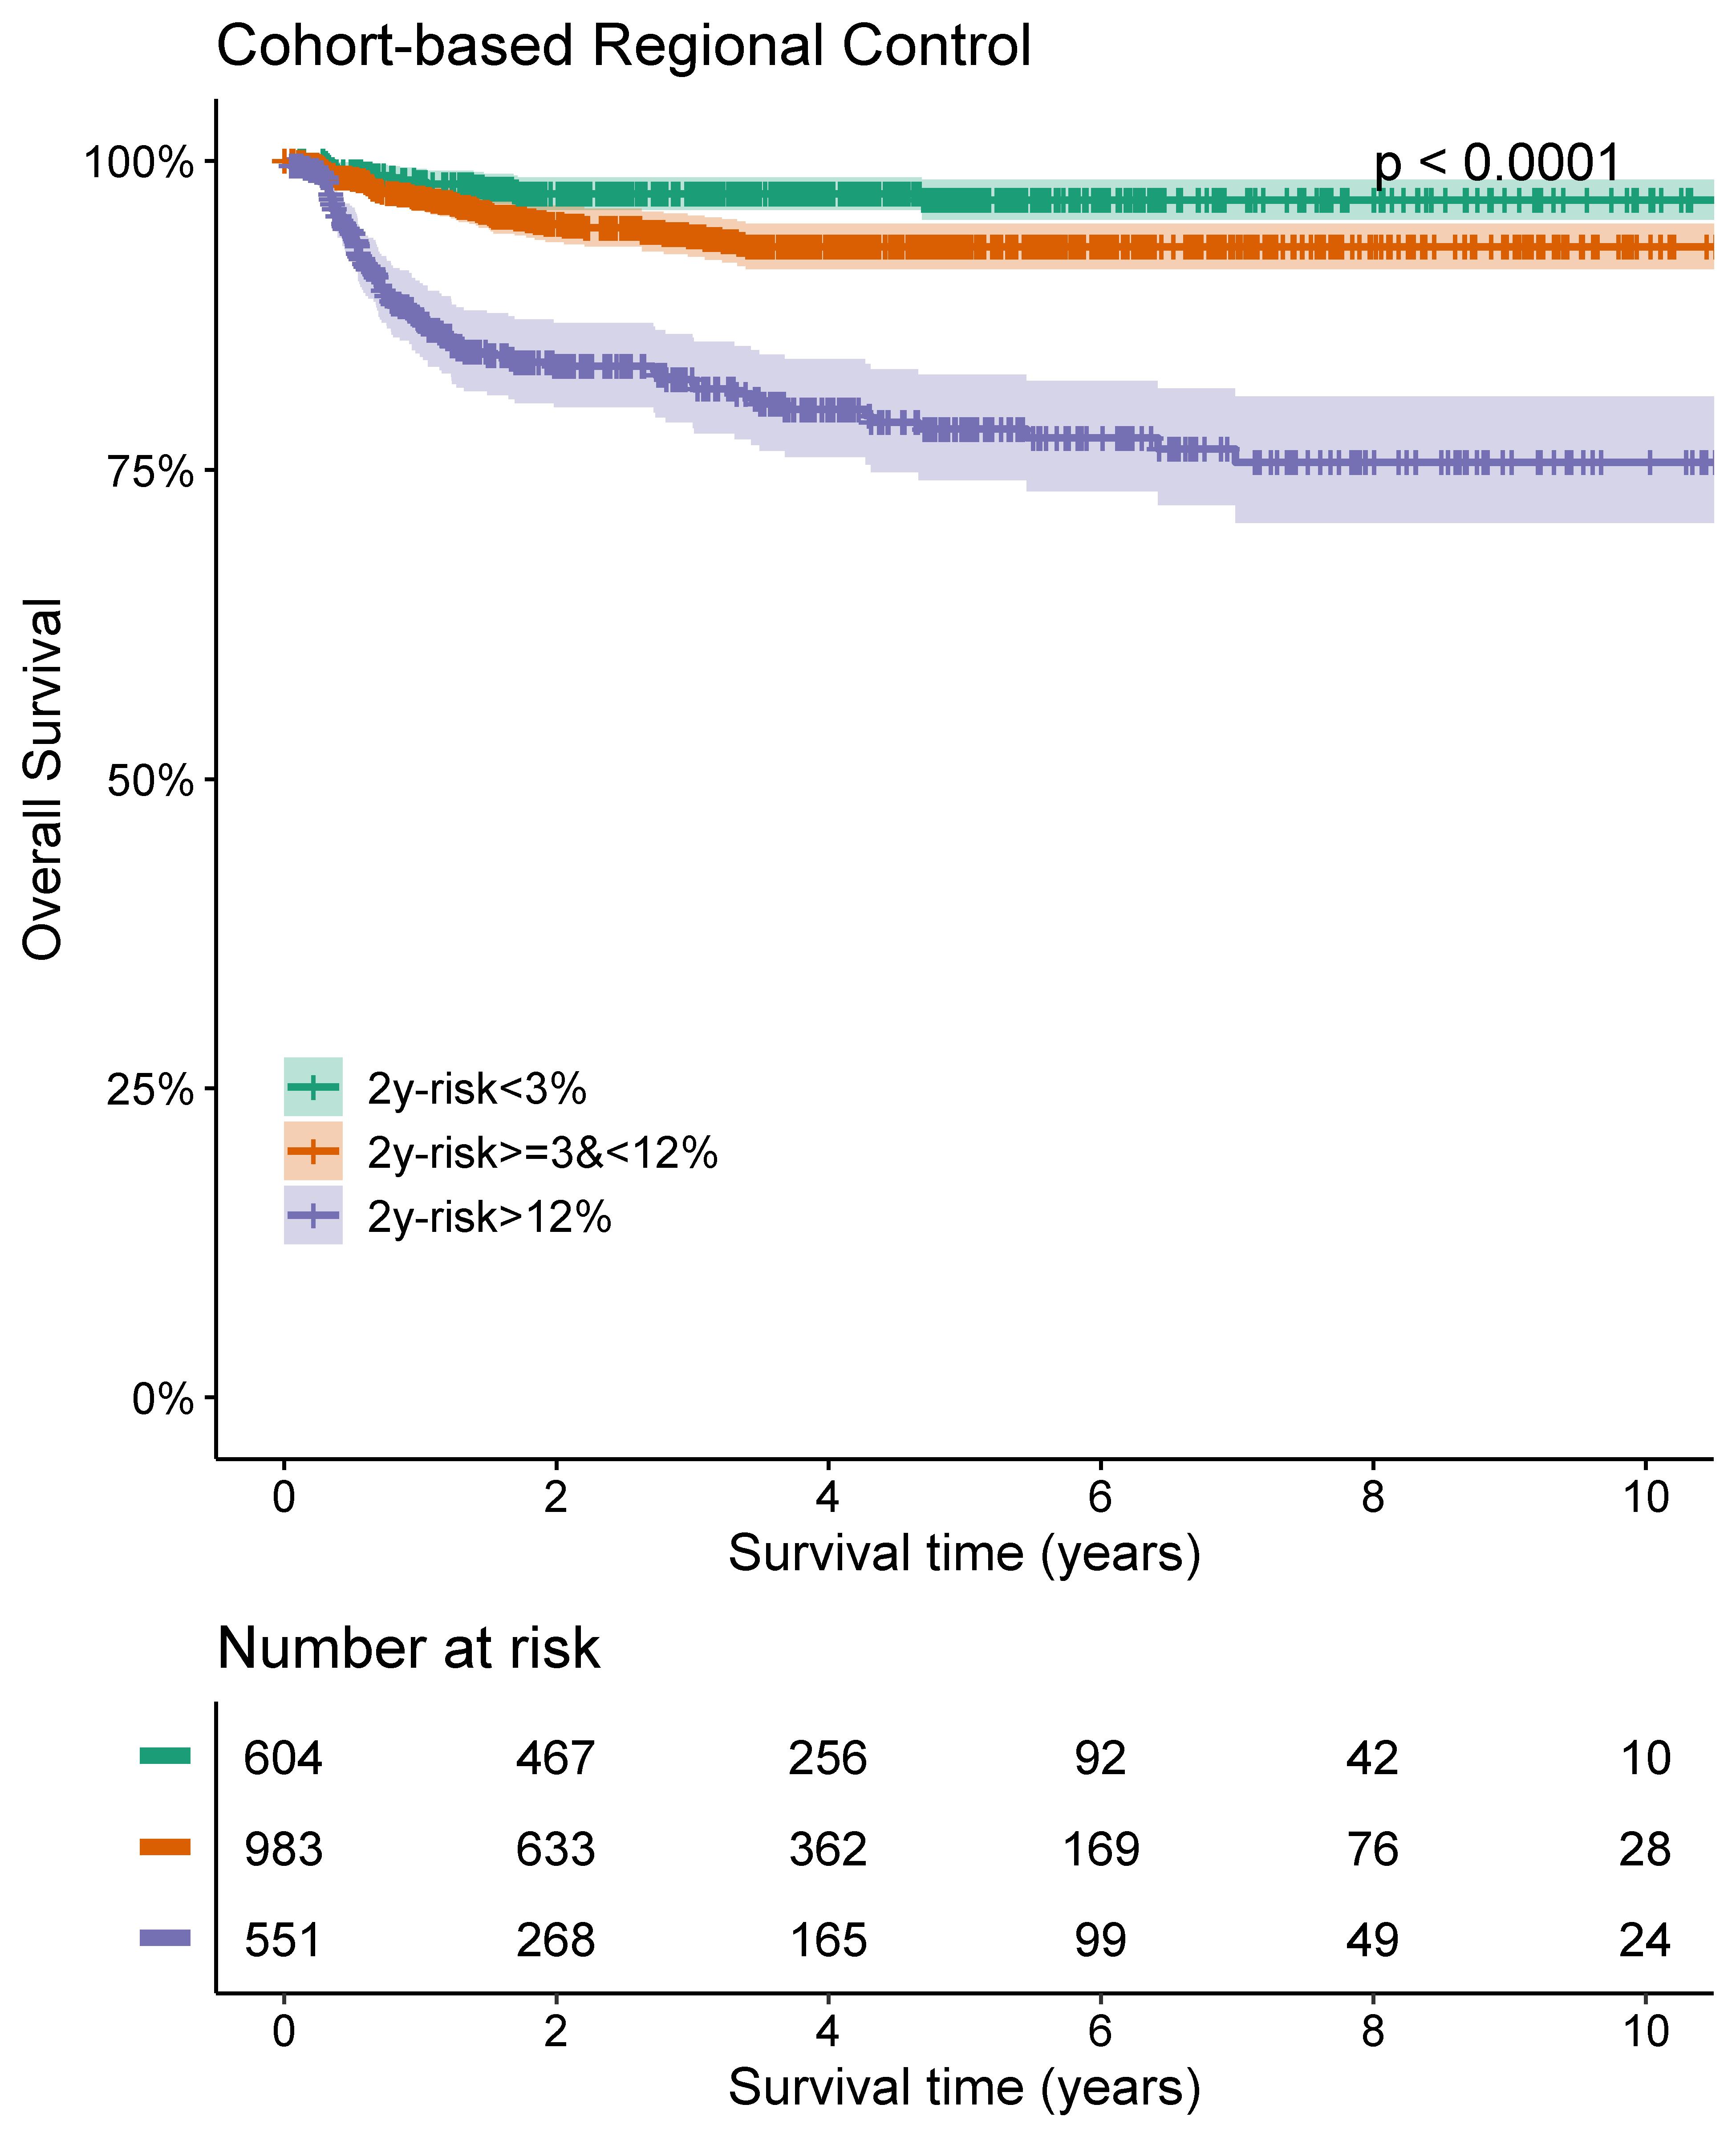 Cohort-based Regional Control
p < 0.0001
100%
75%
50%
25%
0%
Overall Survival
2y-risk<3%
2y-risk>=3&<12%
2y-risk>12%
0 2 4 6 8 10
Survival time (years)
Number at risk
604 467 256 92 42 10
983 633 362 169 76 28
551 268 165 99 49 24
0 2 4 6 8 10
Survival time (years)